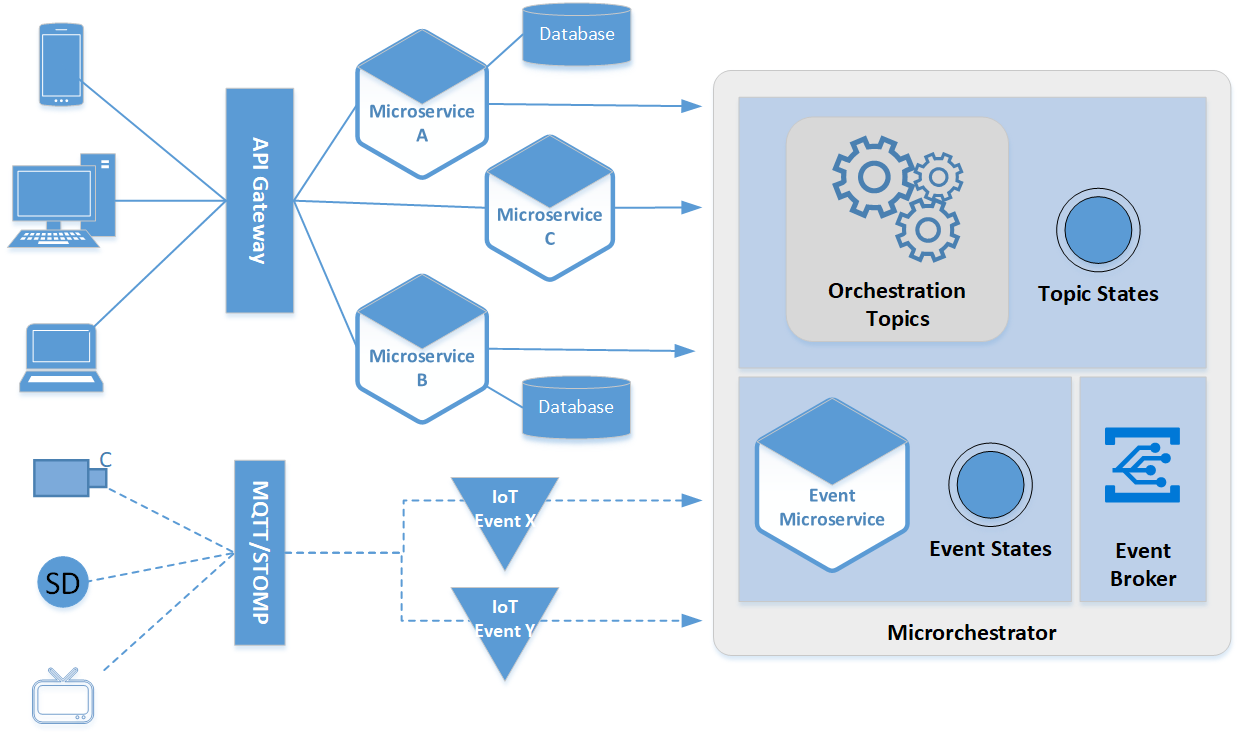 Database
Microservice
A
API Gateway
Microservice
C
Microservice
B
Database
Orchestration
Topics
Topic States
Event
Microservice
Event States
Event
Broker
Microrchestrator
C
SD
MQTT/STOMP
IoT
Event X
IoT
Event Y